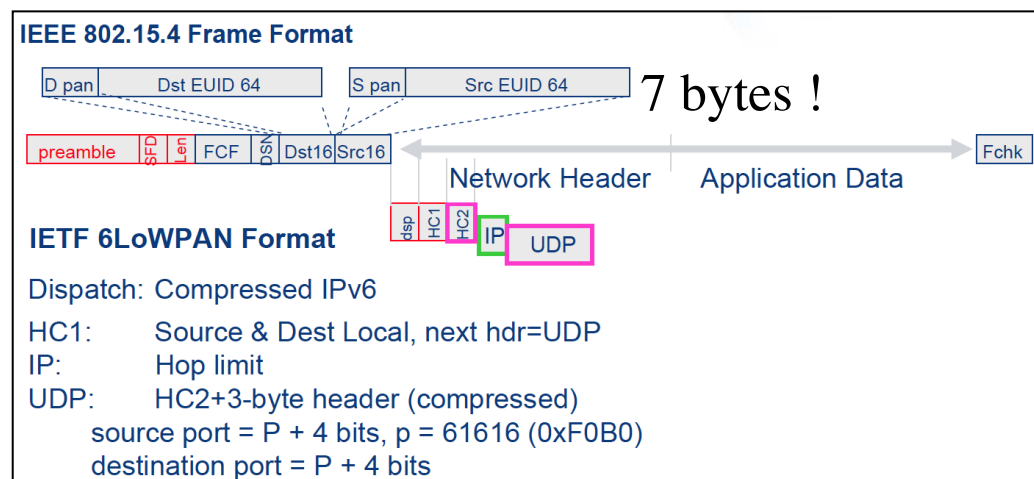 IEEE 802.15.4 Frame Format
D pan Dst EUID 64 S pan Src EUID 64
7 bytes !
preamble SFD Len FCF DSN Dst16 Src16 Fchk
Network Header Application Data
dsp HC1 HC2 IP UDP
IETF 6LoWPAN Format
Dispatch: Compressed IPv6
HC1: Source & Dest Local, next hdr=UDP
IP: Hop limit
UDP: HC2+3-byte header (compressed)
source port = P + 4 bits, p = 61616 (0xF0B0)
destination port = P + 4 bits